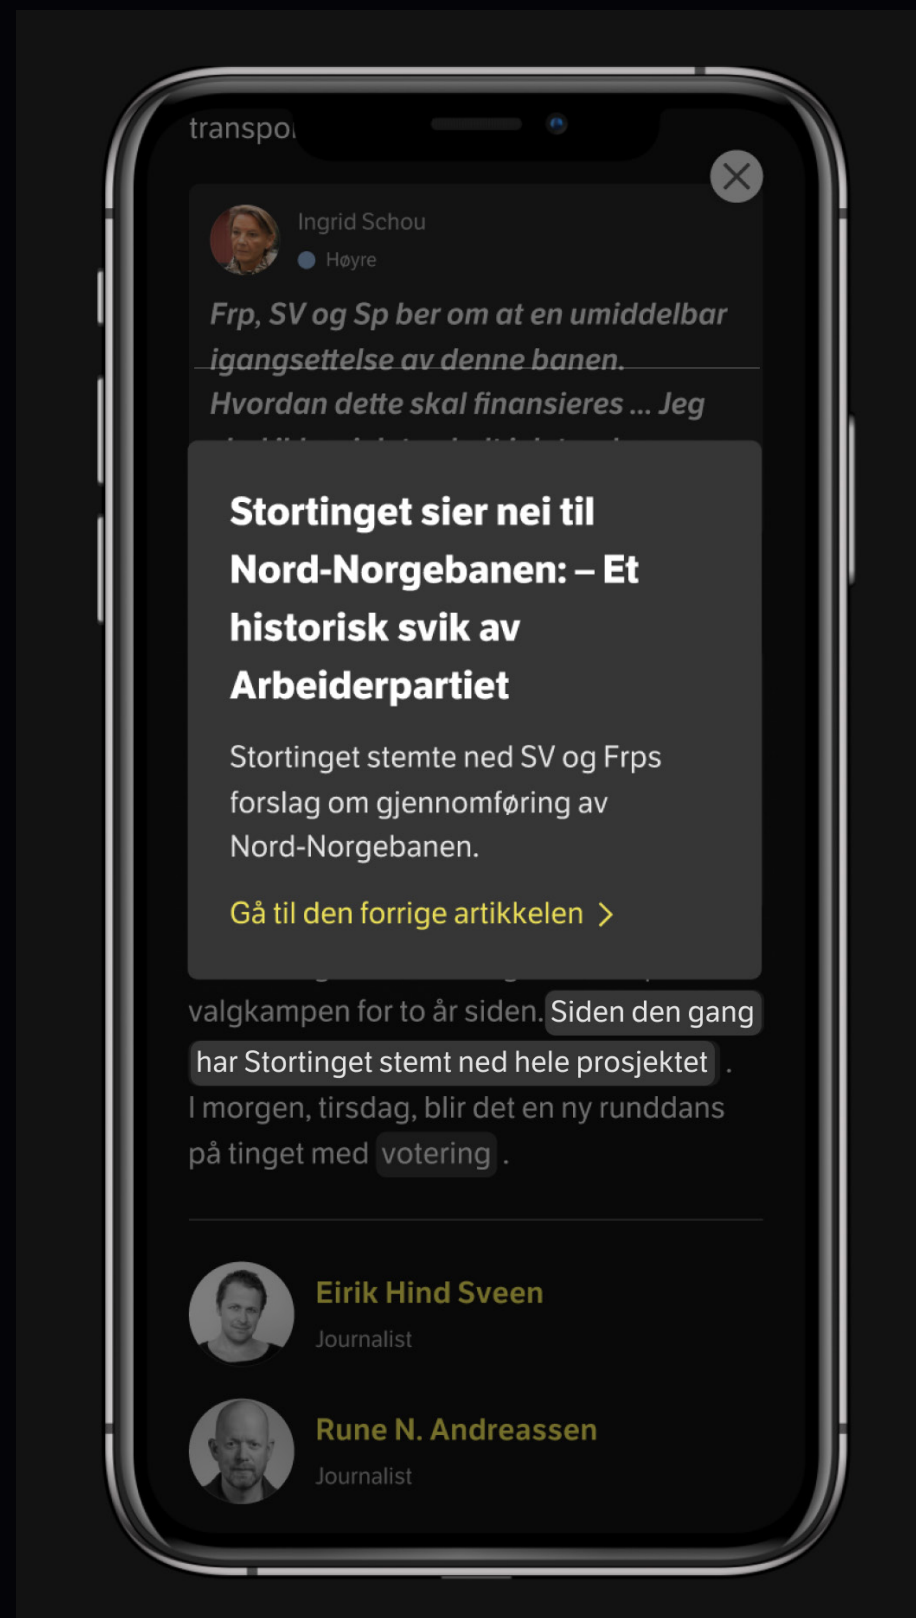 transpor
Ingrid Schou
Høyre
Frp, SV og Sp ber om at en umiddelbar
igangsettelse av denne banen.
Hvordan dette skal finansieres ... Jeg
Stortinget sier nei til
Nord-Norgebanen: – Et
historisk svik av
Arbeiderpartiet
Stortinget stemte ned SV og Frps
forslag om gjennomføring av
Nord-Norgebanen.
Gå til den forrige artikkelen >
valgkampen for to år siden. Siden den gang
har Stortinget stemt ned hele prosjektet .
I morgen, tirsdag, blir det en ny runddans
på tinget med votering .
Eirik Hind Sveen
Journalist
Rune N. Andreassen
Journalist